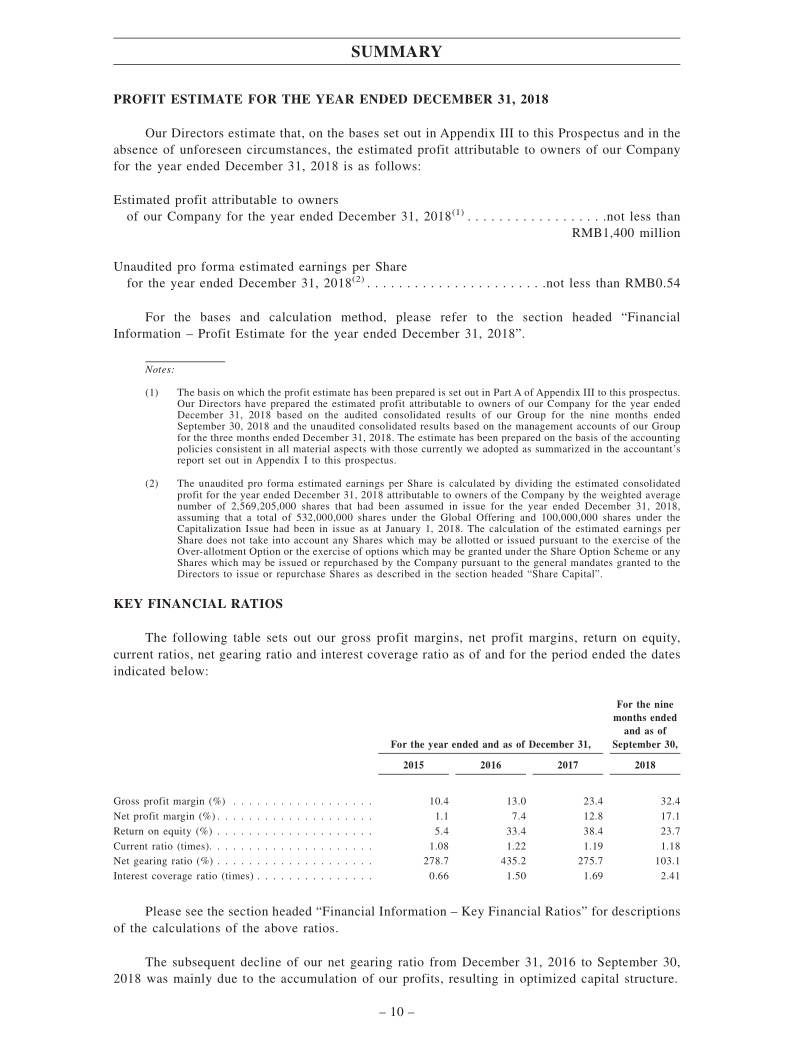 SUMMARY
PROFIT ESTIMATE FOR THE YEAR ENDED DECEMBER 31, 2018
Our Directors estimate that, on the bases set out in Appendix III to this Prospectus and in the
absence of unforeseen circumstances, the estimated profit attributable to owners of our Company
for the year ended December 31, 2018 is as follows:
Estimated profit attributable to owners
of our Company for the year ended December 31, 2018(1) . . . . . . . . . . . . . . . . . .not less than
RMB1,400 million
Unaudited pro forma estimated earnings per Share
for the year ended December 31, 2018(2) . . . . . . . . . . . . . . . . . . . . . . .not less than RMB0.54
For the bases and calculation method, please refer to the section headed “Financial
Information – Profit Estimate for the year ended December 31, 2018”.
Notes:
(1) The basis on which the profit estimate has been prepared is set out in Part A of Appendix III to this prospectus.
Our Directors have prepared the estimated profit attributable to owners of our Company for the year ended
December 31, 2018 based on the audited consolidated results of our Group for the nine months ended
September 30, 2018 and the unaudited consolidated results based on the management accounts of our Group
for the three months ended December 31, 2018. The estimate has been prepared on the basis of the accounting
policies consistent in all material aspects with those currently we adopted as summarized in the accountant’s
report set out in Appendix I to this prospectus.
(2) The unaudited pro forma estimated earnings per Share is calculated by dividing the estimated consolidated
profit for the year ended December 31, 2018 attributable to owners of the Company by the weighted average
number of 2,569,205,000 shares that had been assumed in issue for the year ended December 31, 2018,
assuming that a total of 532,000,000 shares under the Global Offering and 100,000,000 shares under the
Capitalization Issue had been in issue as at January 1, 2018. The calculation of the estimated earnings per
Share does not take into account any Shares which may be allotted or issued pursuant to the exercise of the
Over-allotment Option or the exercise of options which may be granted under the Share Option Scheme or any
Shares which may be issued or repurchased by the Company pursuant to the general mandates granted to the
Directors to issue or repurchase Shares as described in the section headed “Share Capital”.
KEY FINANCIAL RATIOS
The following table sets out our gross profit margins, net profit margins, return on equity,
current ratios, net gearing ratio and interest coverage ratio as of and for the period ended the dates
indicated below:
For the nine
months ended
and as of
For the year ended and as of December 31, September 30,
2015 2016 2017 2018
Gross profit margin (%) . . . . . . . . . . . . . . . . . . 10.4 13.0 23.4 32.4
Net profit margin (%) . . . . . . . . . . . . . . . . . . . . 1.1 7.4 12.8 17.1
Return on equity (%) . . . . . . . . . . . . . . . . . . . . 5.4 33.4 38.4 23.7
Current ratio (times). . . . . . . . . . . . . . . . . . . . . 1.08 1.22 1.19 1.18
Net gearing ratio (%) . . . . . . . . . . . . . . . . . . . . 278.7 435.2 275.7 103.1
Interest coverage ratio (times) . . . . . . . . . . . . . . . 0.66 1.50 1.69 2.41
Please see the section headed “Financial Information – Key Financial Ratios” for descriptions
of the calculations of the above ratios.
The subsequent decline of our net gearing ratio from December 31, 2016 to September 30,
2018 was mainly due to the accumulation of our profits, resulting in optimized capital structure.
– 10 –